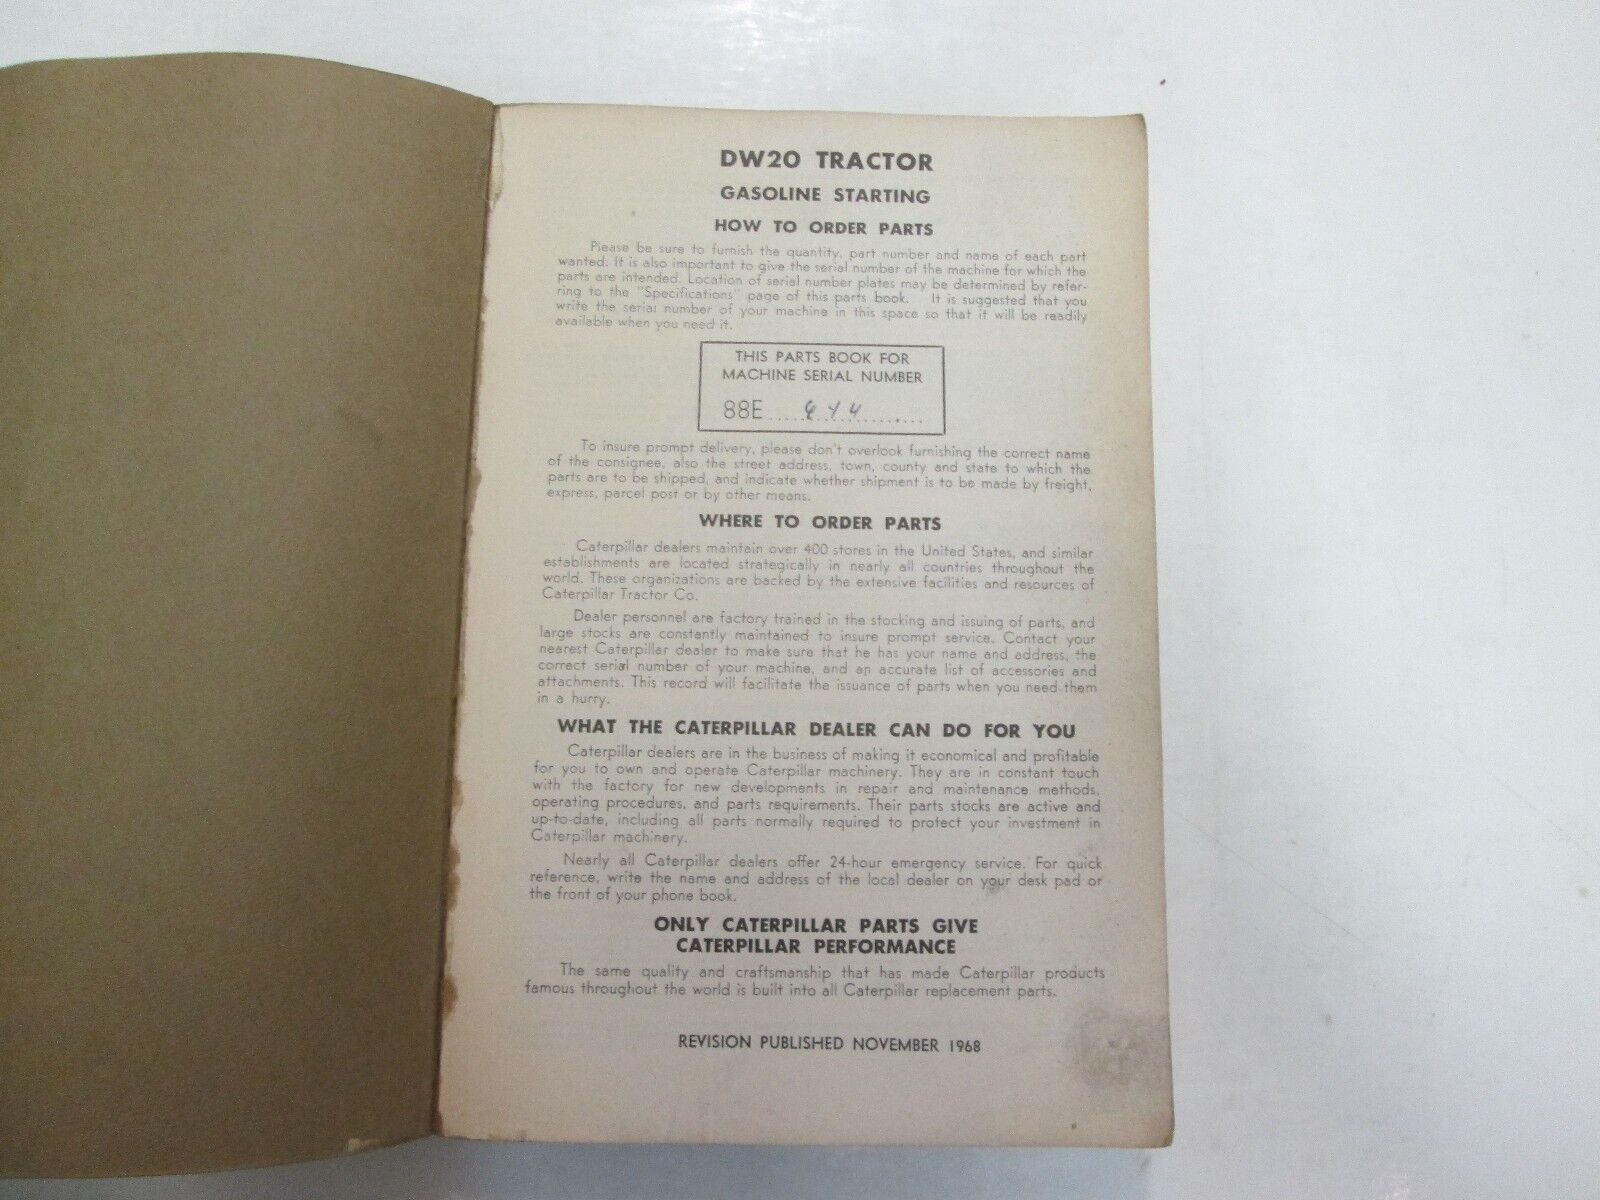 DW20 TRACTOR
GASOLINE STARTING
HOW TO ORDER PARTS
Please be sure to furnish the quantity, part number and name of each part
wanted. It is also important to give the serial number of the machine for which the
parts are intended. Location of serial number plates may be determined by refer-
ring to the "Specifications" page of this parts book. It is suggested that you
write the serial number of your machine in this space so that it will be readily
available when you need it.
THIS PARTS BOOK FOR
MACHINE SERIAL NUMBER
88E
To insure prompt delivery, please don't overlook furnishing the correct name
of the consignee, also the street address, town, county and state to which the
parts are to be shipped, and indicate whether shipment is to be made by freight,
express, parcel post or by other means.
WHERE TO ORDER PARTS
Caterpillar dealers maintain over 400 stores in the United States, and similar
establishments are located strategically in nearly all countries throughout the
world. These organizations are backed by the extensive facilities and resources of
Caterpillar Tractor Co.
Dealer personnel are factory trained in the stocking and issuing of parts, and
large stocks are constantly maintained to insure prompt service. Contact your
nearest Caterpillar dealer to make sure that he has your name and address, the
correct serial number of your machine, and an accurate list of accessories and
attachments. This record will facilitate the issuance of parts when you need them
in a hurry.
WHAT THE CATERPILLAR DEALER CAN DO FOR YOU
Caterpillar dealers are in the business of making it economical and profitable
for you to own and operate Caterpillar machinery. They are in constant touch
with the factory for new developments in repair and maintenance methods,
operating procedures, and parts requirements. Their parts stocks are active and
up-to-date, including all parts normally required to protect your investment in
Caterpillar machinery.
Nearly all Caterpillar dealers offer 24-hour emergency service. For quick
reference, write the name and address of the local dealer on your desk pad or
the front of your phone book.
ONLY CATERPILLAR PARTS GIVE
CATERPILLAR PERFORMANCE
The same quality and craftsmanship that has made Caterpillar products
famous throughout the world is built into all Caterpillar replacement parts.
REVISION PUBLISHED NOVEMBER 1968